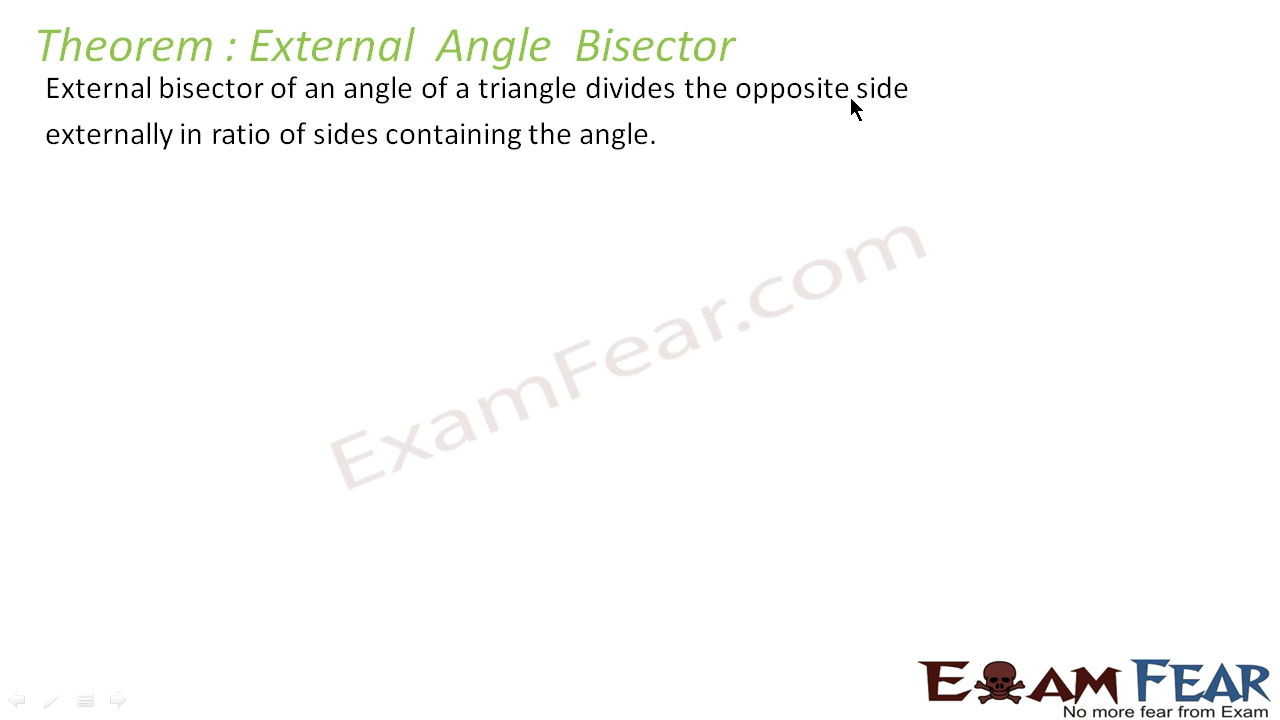 Theorem : External Angle Bisector
External bisector of an angle of a triangle divides the opposite side
externally in ratio of sides containing the angle.
ExamFear.com
EXAM FEAR
No more fear from Exam